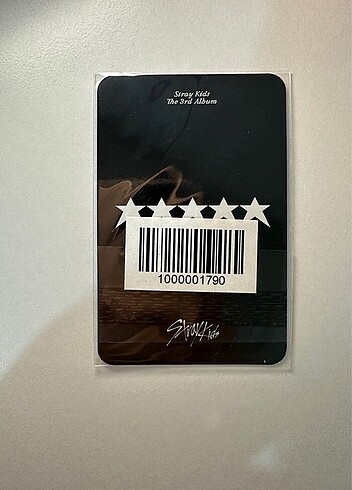 Stray Kids
The 3rd Album
★★★★★
1000001790
Stray Kids